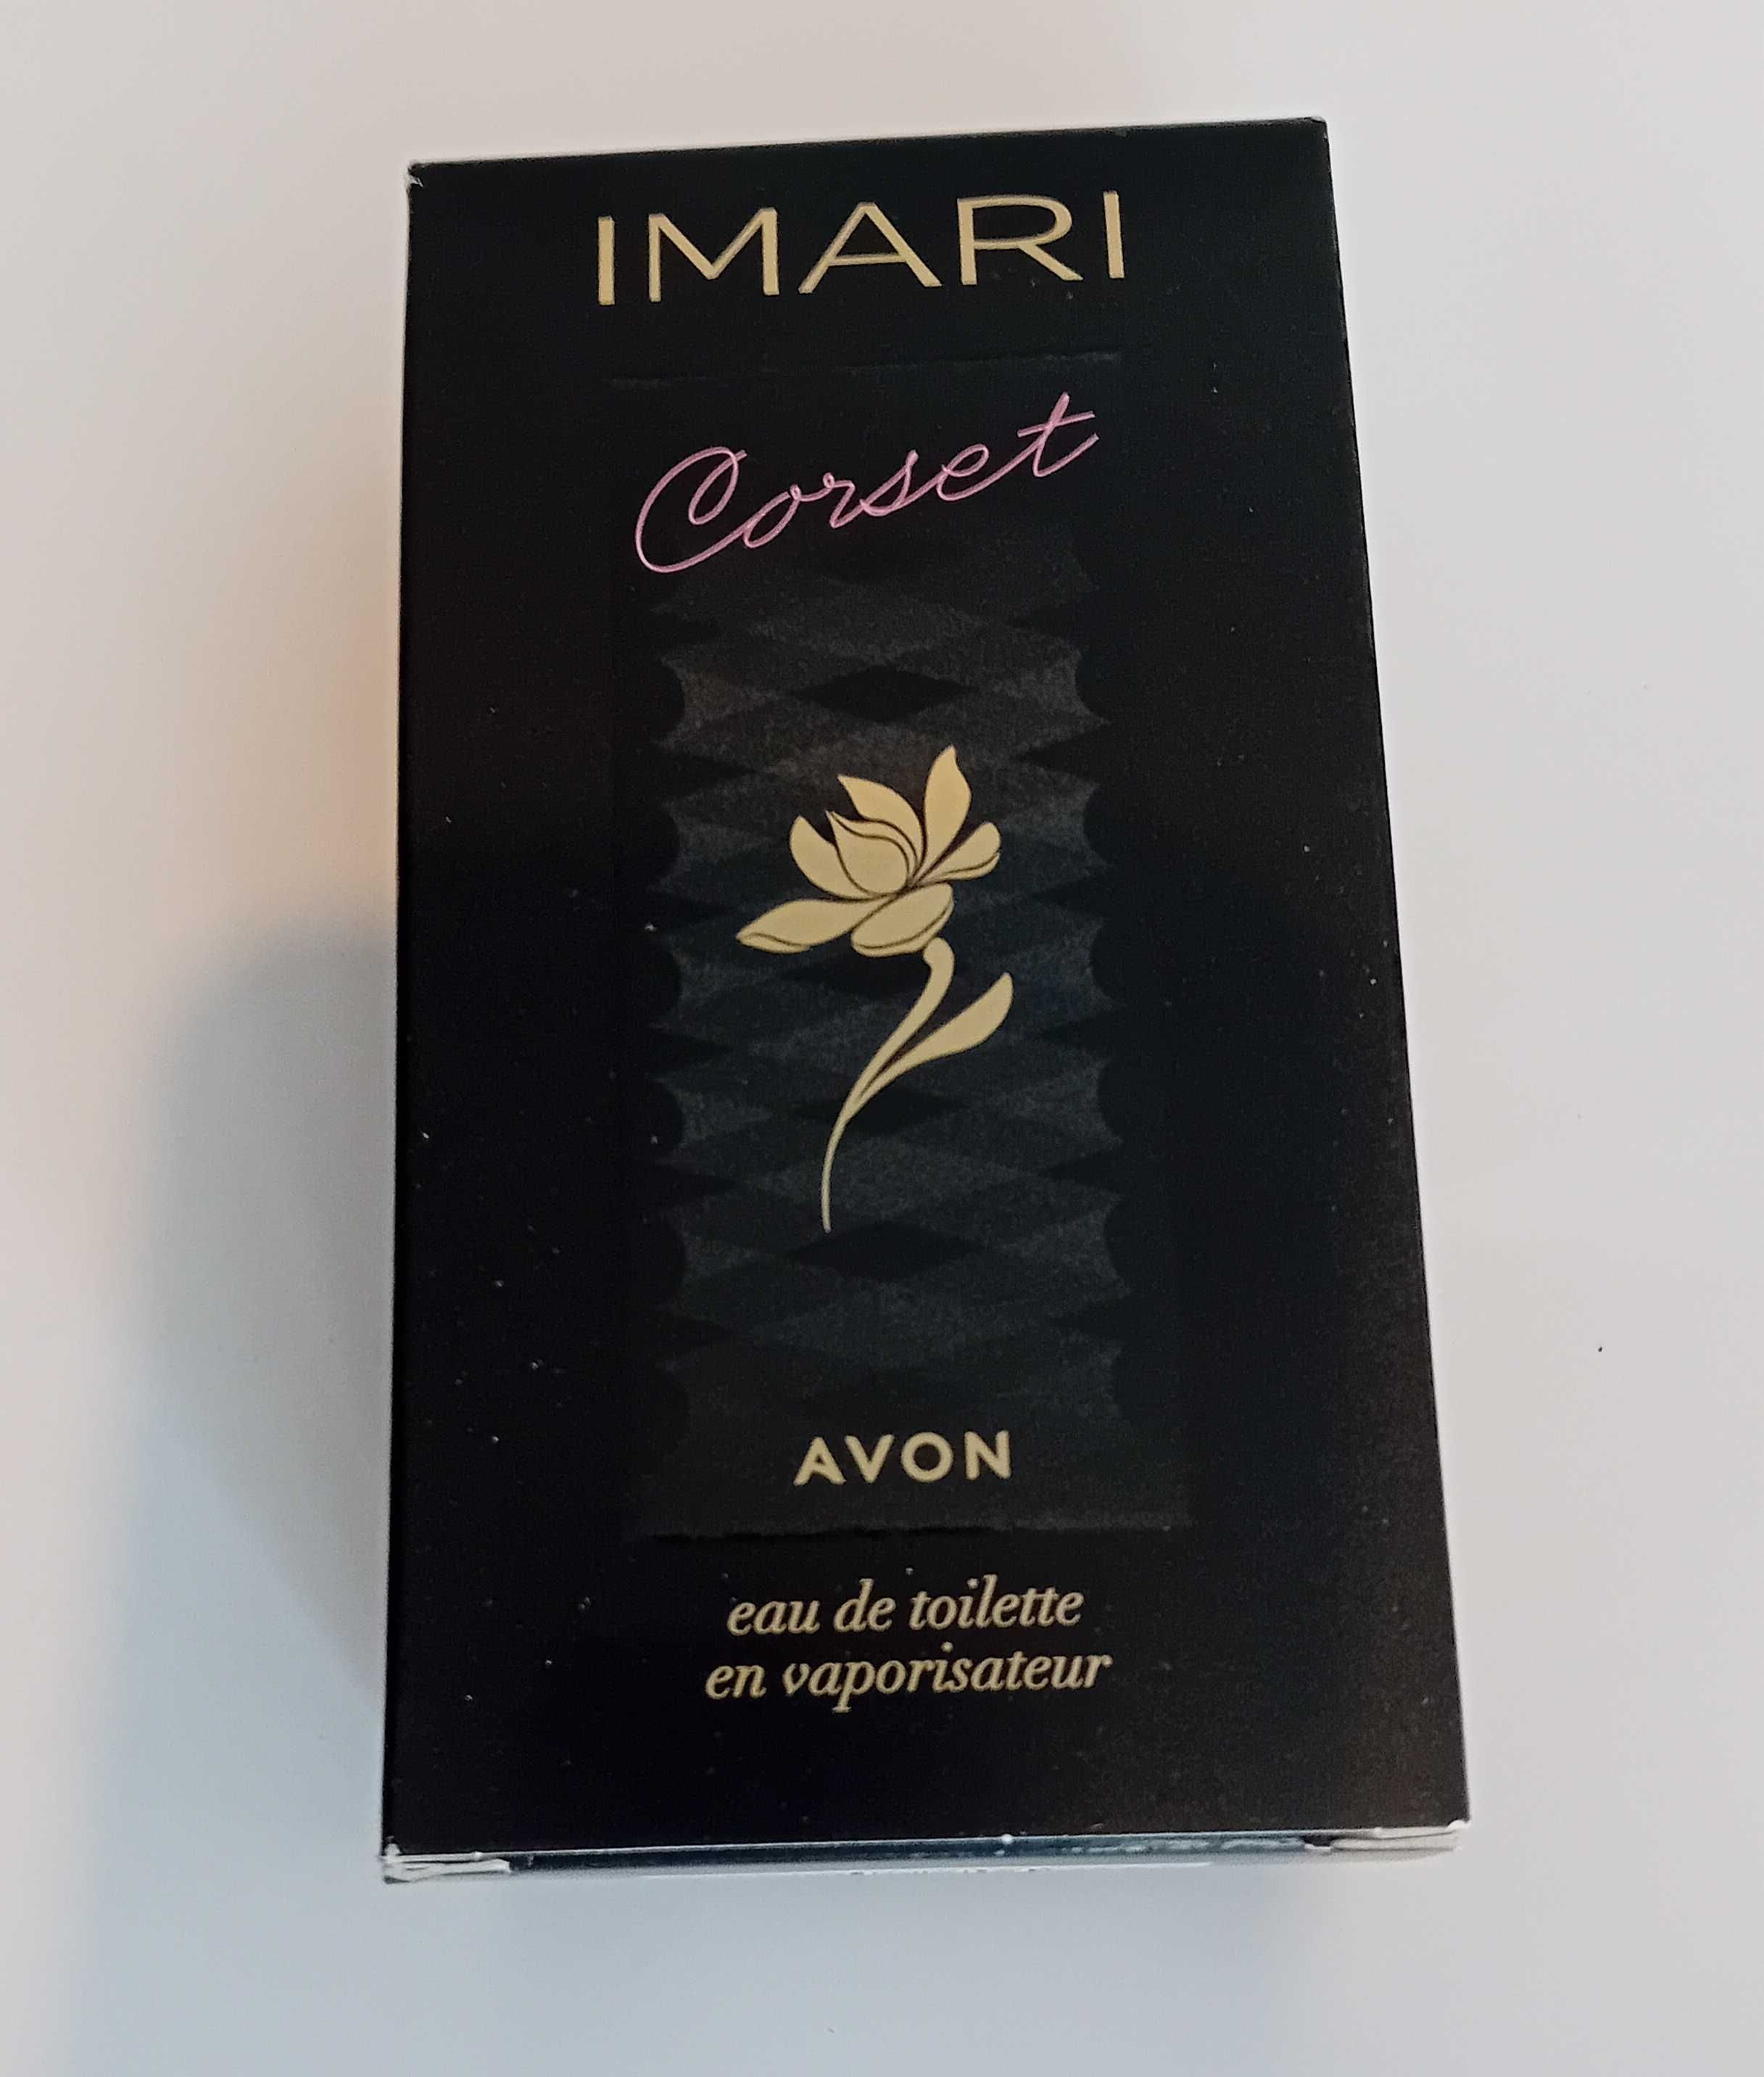 IMARI
Corset
AVON
eau de toilette
en vaporisateur